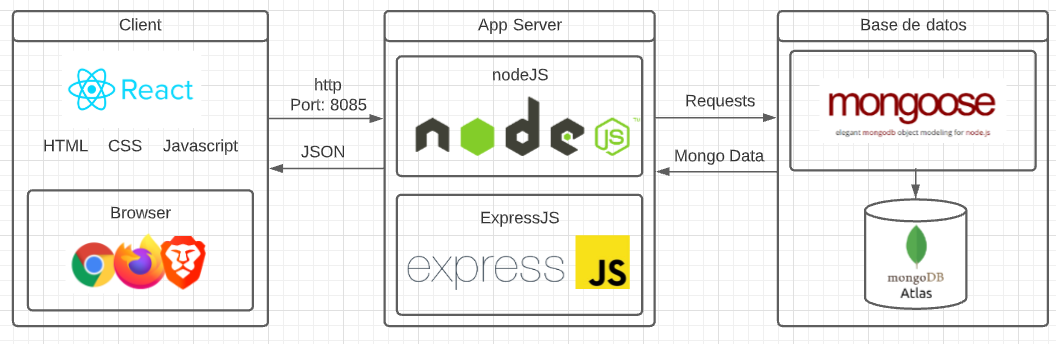 Client
React
HTML CSS Javascript
Browser
http
Port: 8085
JSON
App Server
nodeJS
node
JS
TM
ExpressJS
express
JS
Requests
Mongo Data
Base de datos
mongoose
elegant mongodb object modeling for node.js
mongoDB
Atlas